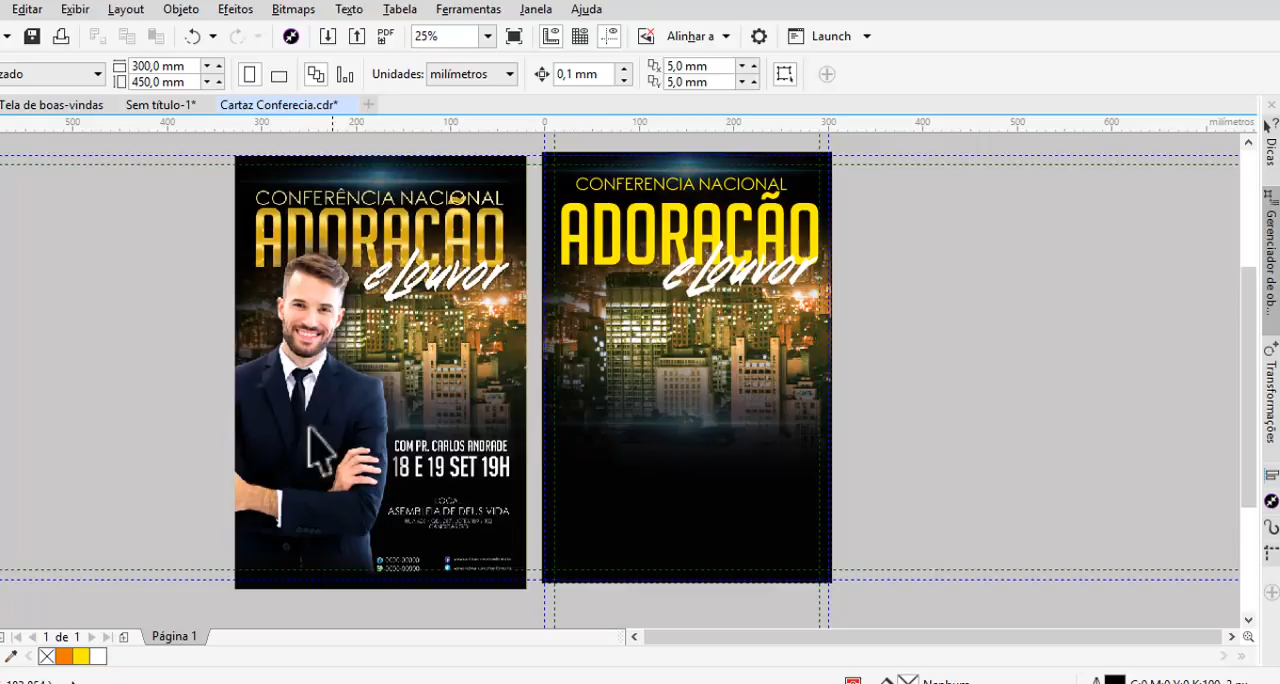 Editar Exibir Layout Objeto Efeitos Bitmaps Texto Tabela Ferramentas Janela Ajuda
PDF 25% Alinhar a Launch
zado 300,0 mm 450,0 mm Unidades: milímetros 0,1 mm 5,0 mm 5,0 mm
Tela de boas-vindas Sem título-1* Cartaz Conferecia.cdr*
500 400 300 200 100 0 100 200 300 400 500 600 milímetros
CONFERÊNCIA NACIONAL
ADORAÇÃO
e Louvor
COM PR. CARLOS ANDRADE
18 E 19 SET 19H
ASEMBLEIA DE DEUS VIDA
CONFERENCIA NACIONAL
ADORAÇÃO
e Louvor
Dicas
Gerenciador de ob...
Transformações
1 de 1 Página 1